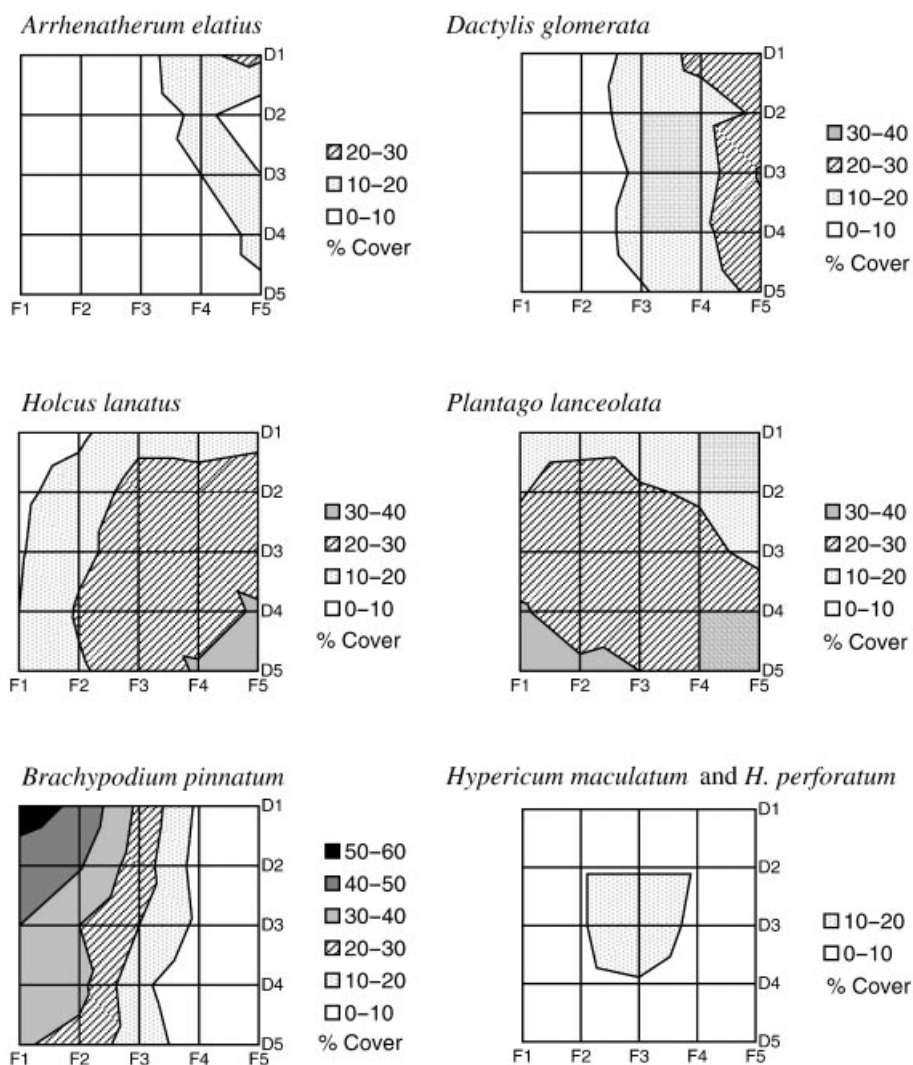 Arrhenatherum elatius
D1
D2
D3
D4
D5
F1 F2 F3 F4 F5
20–30
10–20
0–10
% Cover
Dactylis glomerata
D1
D2
D3
D4
D5
F1 F2 F3 F4 F5
30–40
20–30
10–20
0–10
% Cover
Holcus lanatus
D1
D2
D3
D4
D5
F1 F2 F3 F4 F5
30–40
20–30
10–20
0–10
% Cover
Plantago lanceolata
D1
D2
D3
D4
D5
F1 F2 F3 F4 F5
30–40
20–30
10–20
0–10
% Cover
Brachypodium pinnatum
D1
D2
D3
D4
D5
F1 F2 F3 F4 F5
50–60
40–50
30–40
20–30
10–20
0–10
% Cover
Hypericum maculatum and H. perforatum
D1
D2
D3
D4
D5
F1 F2 F3 F4 F5
10–20
0–10
% Cover